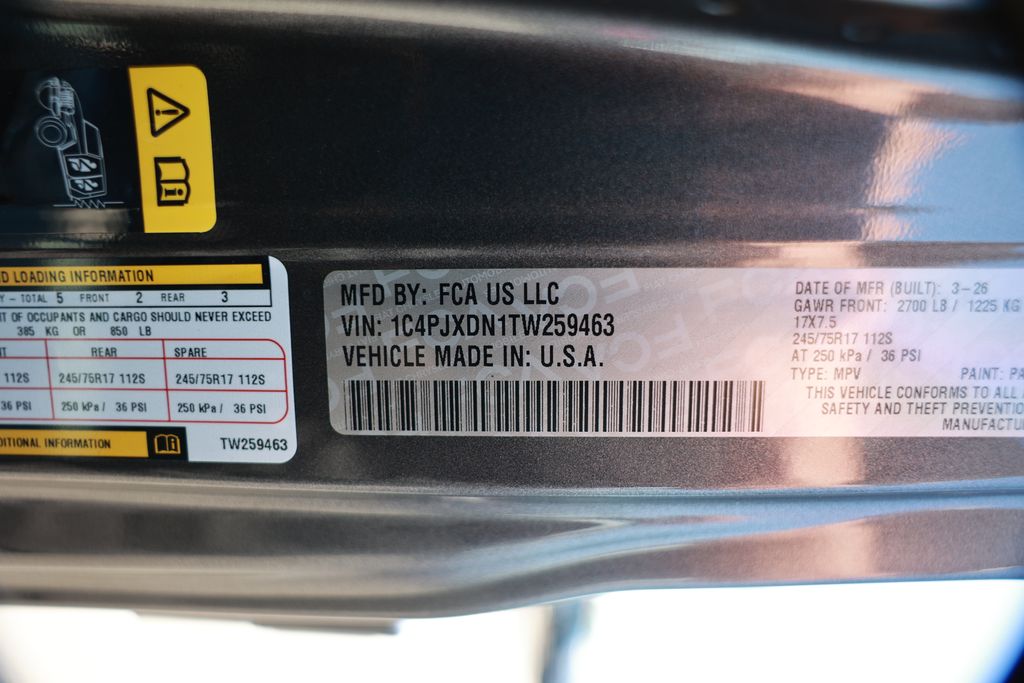 D LOADING INFORMATION
Y - TOTAL 5 FRONT 2 REAR 3
T OF OCCUPANTS AND CARGO SHOULD NEVER EXCEED
385 KG OR 850 LB
NT REAR SPARE
112S 245/75R17 112S 245/75R17 112S
36 PSI 250 kPa / 36 PSI 250 kPa / 36 PSI
DITIONAL INFORMATION
TW259463
MFD BY: FCA US LLC
VIN: 1C4PJXDN1TW259463
VEHICLE MADE IN: U.S.A.
DATE OF MFR (BUILT): 3-26
GAWR FRONT: 2700 LB / 1225 KG
17X7.5
245/75R17 112S
AT 250 kPa / 36 PSI
TYPE: MPV PAINT: PA
THIS VEHICLE CONFORMS TO ALL
SAFETY AND THEFT PREVENTIO
MANUFACTU